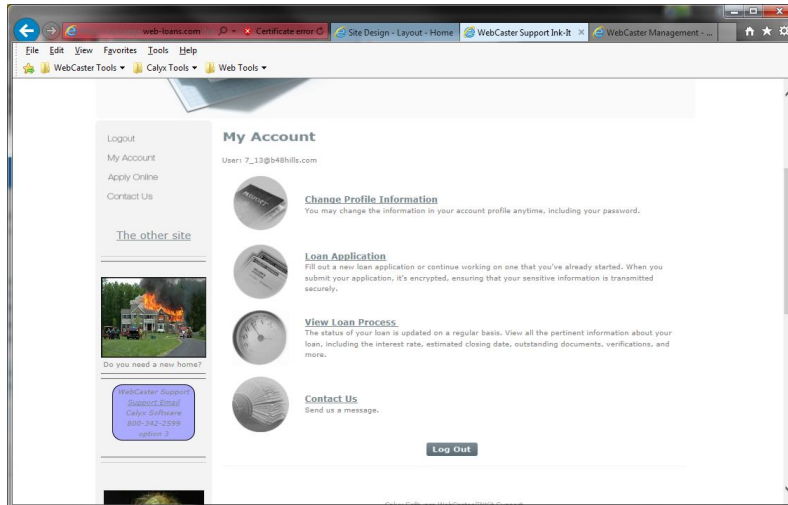 web-loans.com
Certificate error
Site Design - Layout - Home
WebCaster Support Ink-It
WebCaster Management - ...
File Edit View Favorites Tools Help
WebCaster Tools Calyx Tools Web Tools
Logout
My Account
Apply Online
Contact Us
The other site
Do you need a new home?
WebCaster Support
Support Email
Calyx Software
800-342-2599
option 3
My Account
User: 7_13@b48hills.com
Change Profile Information
You may change the information in your account profile anytime, including your password.
Loan Application
Fill out a new loan application or continue working on one that you've already started. When you
submit your application, it's encrypted, ensuring that your sensitive information is transmitted
securely.
View Loan Process
The status of your loan is updated on a regular basis. View all the pertinent information about your
loan, including the interest rate, estimated closing date, outstanding documents, verifications, and
more.
Contact Us
Send us a message.
Log Out